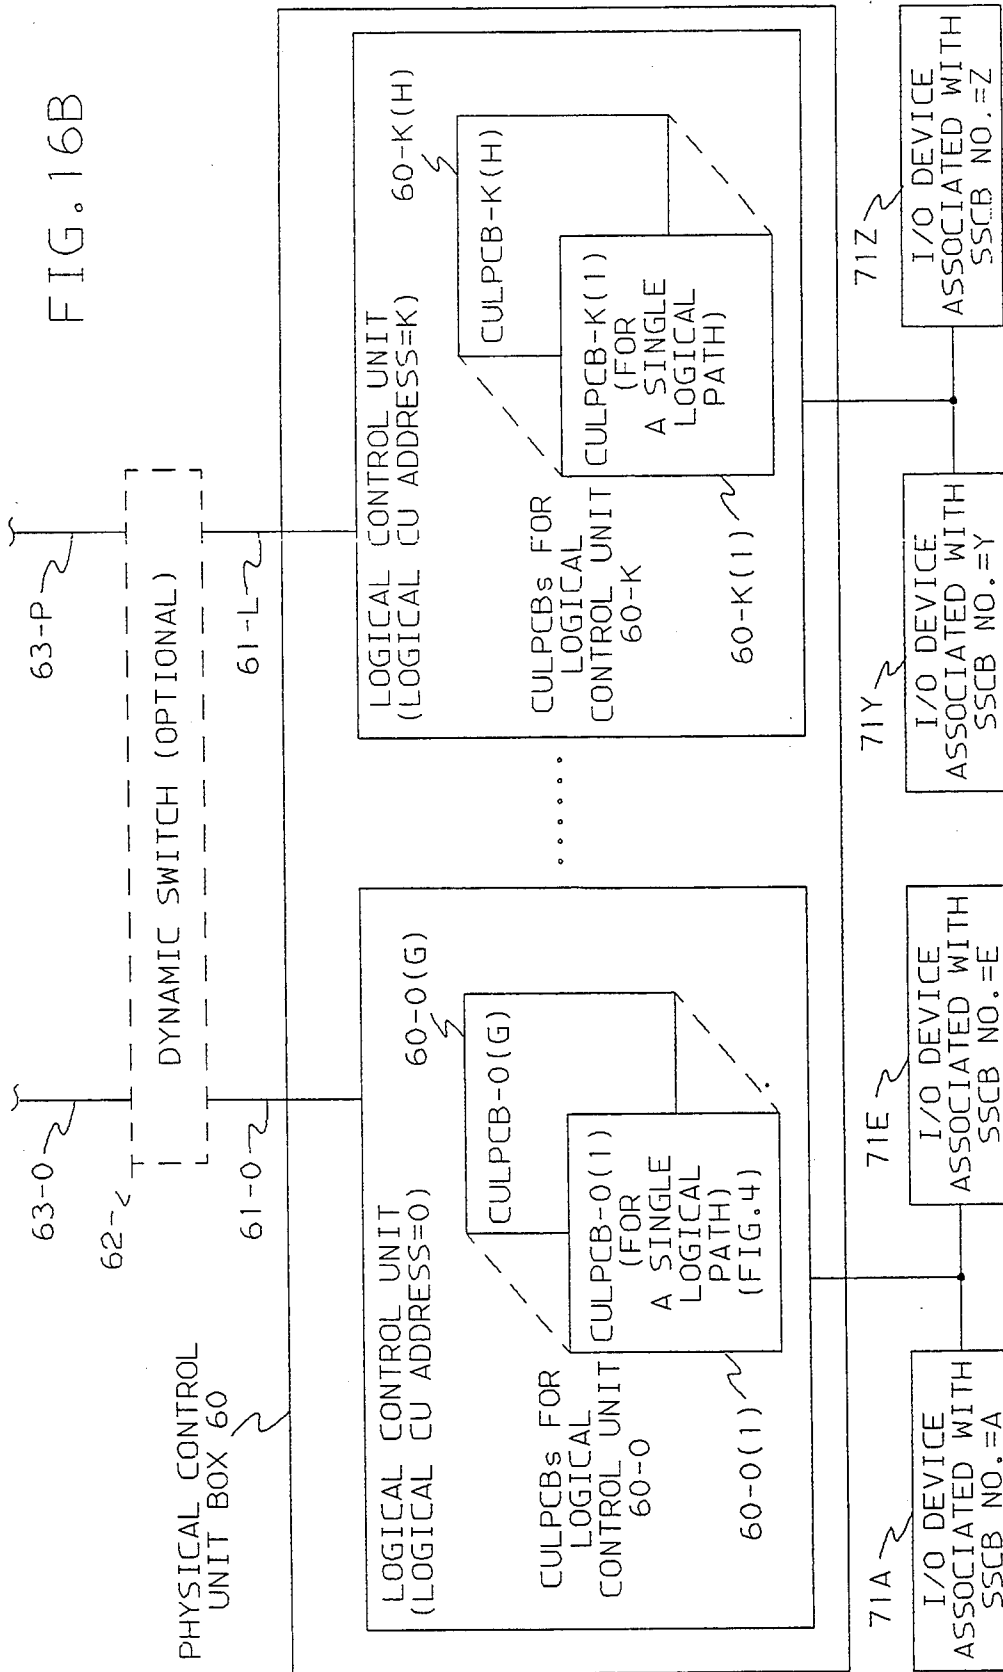 FIG.16B
63-0
63-P
62
DYNAMIC SWITCH (OPTIONAL)
61-0
61-L
PHYSICAL CONTROL
UNIT BOX 60
LOGICAL CONTROL UNIT
(LOGICAL CU ADDRESS=0)
60-0(G)
CULPCB-0(G)
CULPCBs FOR
LOGICAL
CONTROL UNIT
60-0
CULPCB-0(1)
(FOR
A SINGLE
LOGICAL
PATH)
(FIG.4)
60-0(1)
......
LOGICAL CONTROL UNIT
(LOGICAL CU ADDRESS=K)
60-K(H)
CULPCB-K(H)
CULPCBs FOR
LOGICAL
CONTROL UNIT
60-K
CULPCB-K(1)
(FOR
A SINGLE
LOGICAL
PATH)
60-K(1)
71A
I/O DEVICE
ASSOCIATED WITH
SSCB NO.=A
71E
I/O DEVICE
ASSOCIATED WITH
SSCB NO.=E
71Y
I/O DEVICE
ASSOCIATED WITH
SSCB NO.=Y
71Z
I/O DEVICE
ASSOCIATED WITH
SSCB NO.=Z